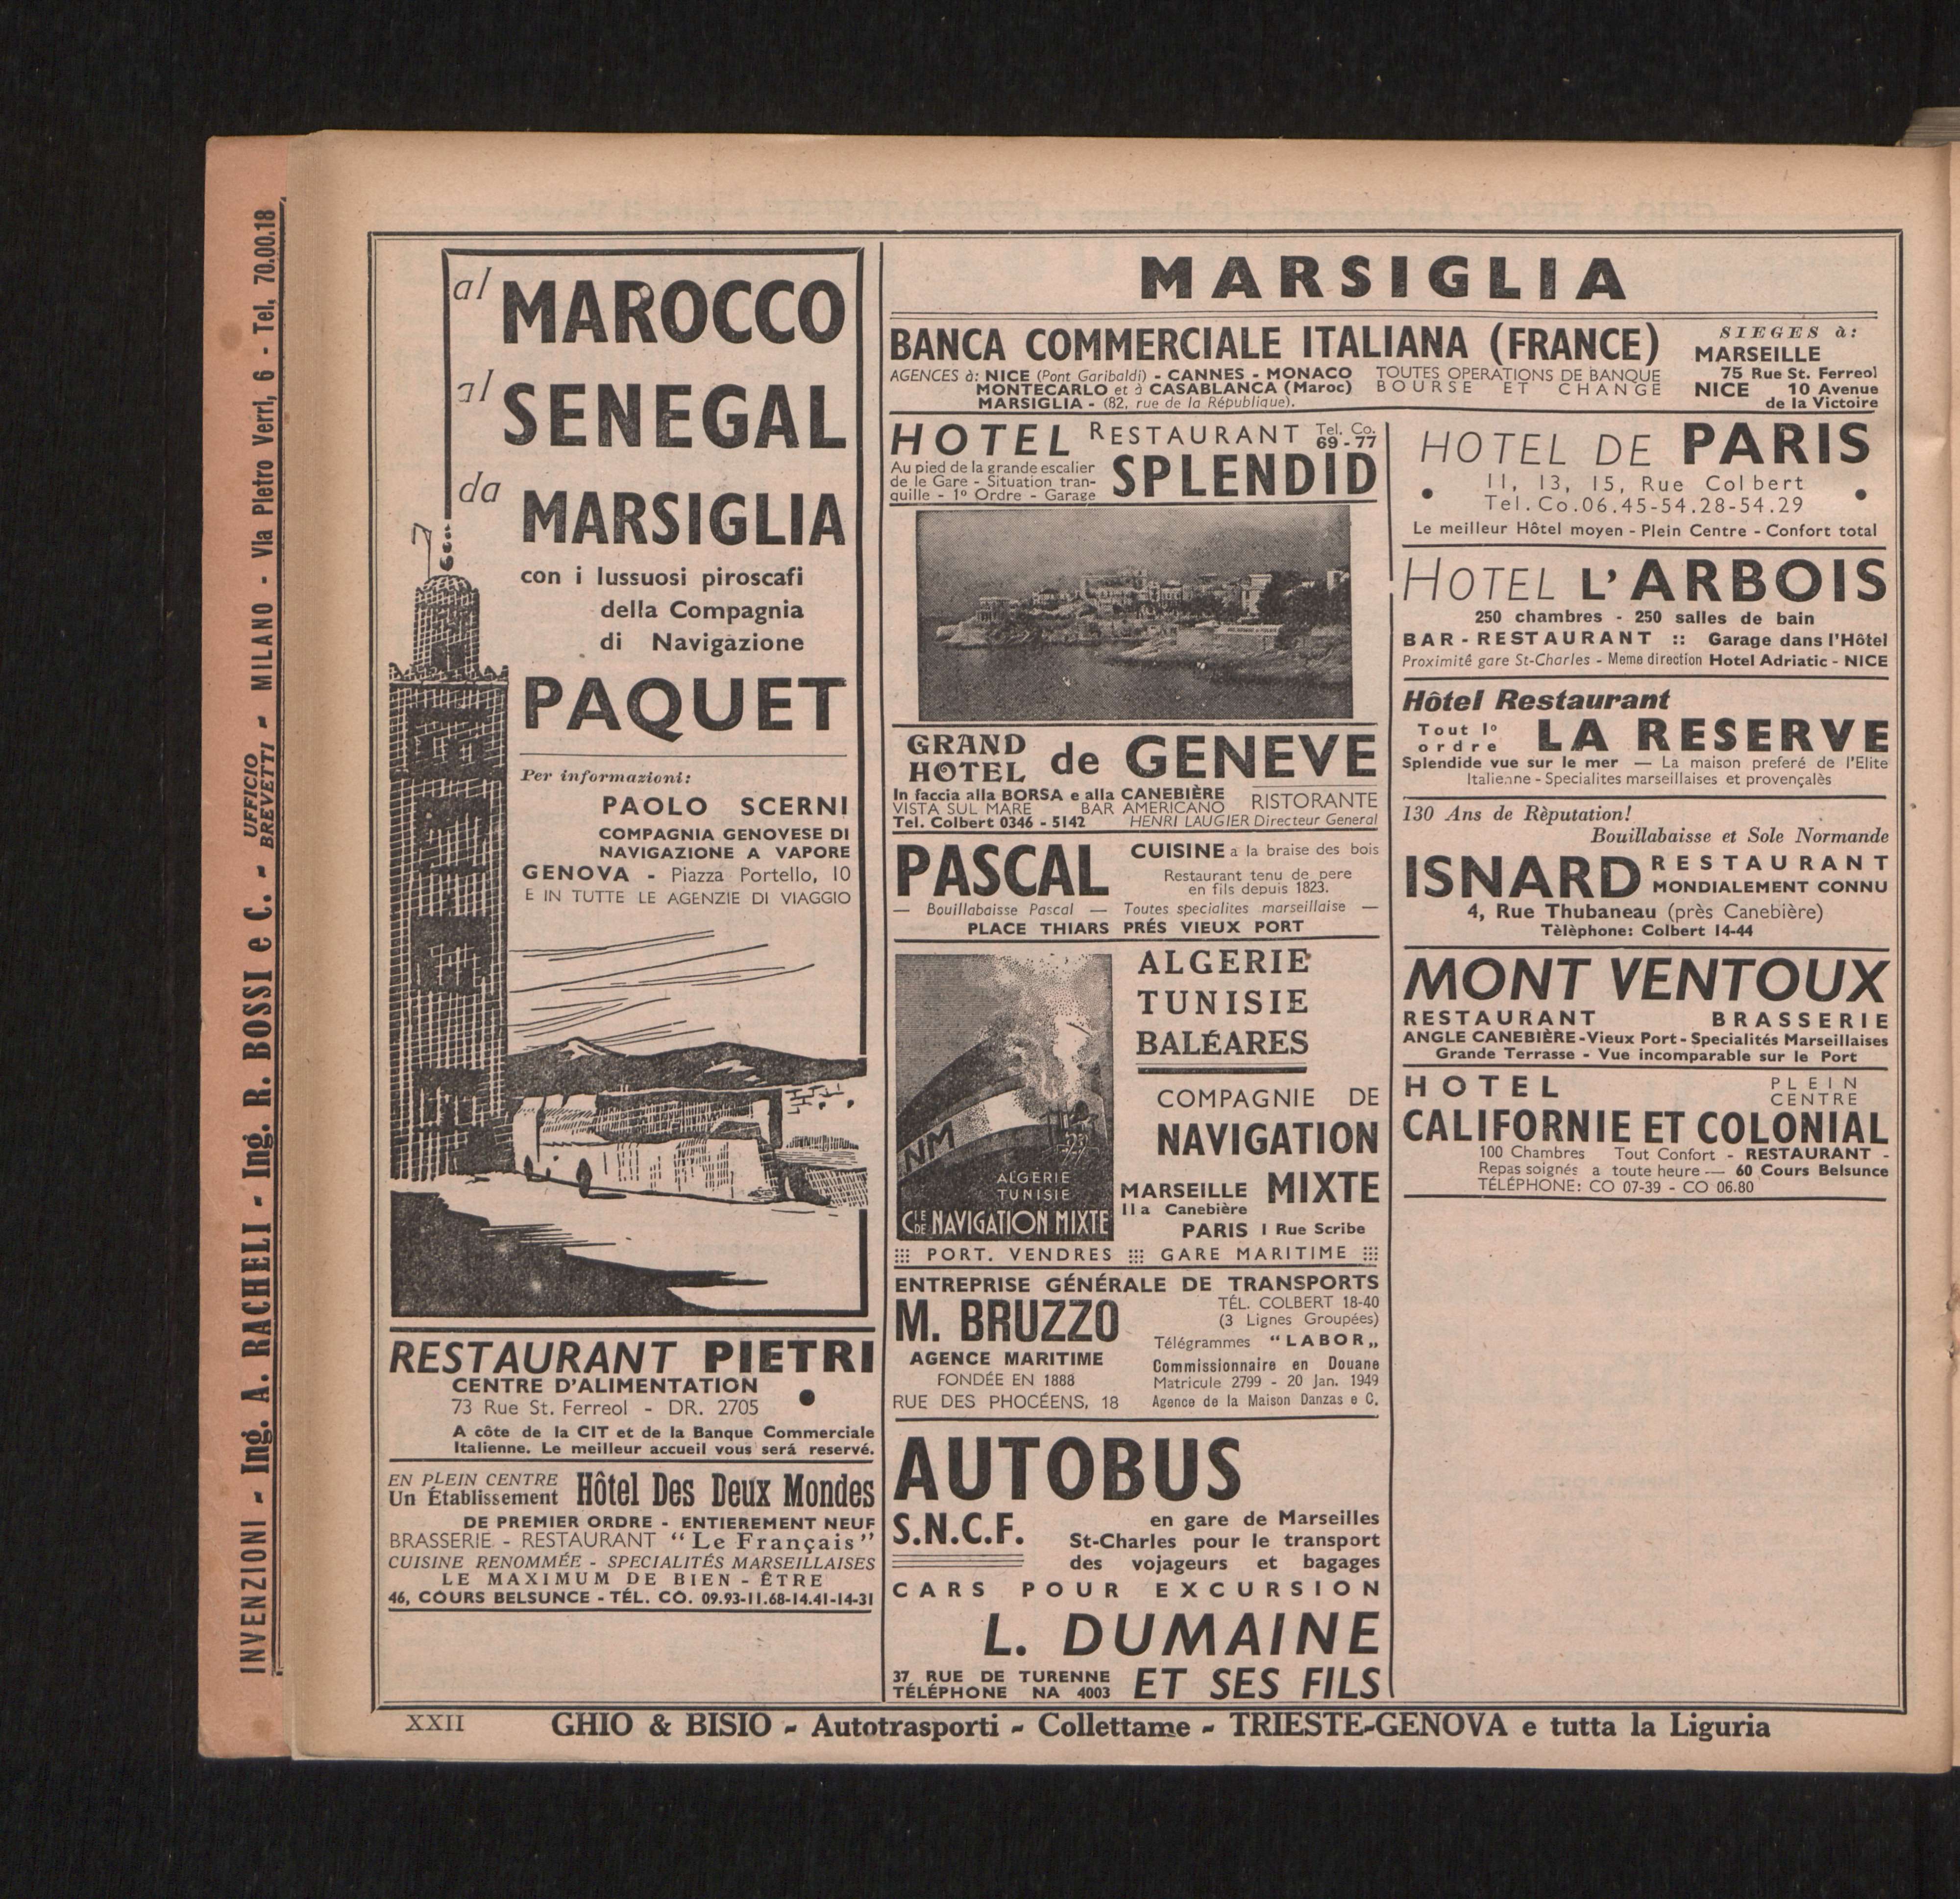 INVENZIONI - Ing. A. RACHELI - Ing. R. BOSSI e C. - UFFICIO BREVETTI - MILANO - Via Pietro Verri, 6 - Tel. 70.00.18
al MAROCCO
al SENEGAL
da MARSIGLIA
con i lussuosi piroscafi
della Compagnia
di Navigazione
PAQUET
Per informazioni:
PAOLO SCERNI
COMPAGNIA GENOVESE DI
NAVIGAZIONE A VAPORE
GENOVA - Piazza Portello, 10
E IN TUTTE LE AGENZIE DI VIAGGIO
RESTAURANT PIETRI
CENTRE D'ALIMENTATION
73 Rue St. Ferreol - DR. 2705
A côte de la CIT et de la Banque Commerciale
Italienne. Le meilleur accueil vous será reservé.
EN PLEIN CENTRE
Un Établissement Hôtel Des Deux Mondes
DE PREMIER ORDRE - ENTIEREMENT NEUF
BRASSERIE - RESTAURANT "Le Français"
CUISINE RENOMMÉE - SPECIALITÉS MARSEILLAISES
LE MAXIMUM DE BIEN - ÊTRE
46, COURS BELSUNCE - TÉL. CO. 09.93-11.68-14.41-14-31
MARSIGLIA
BANCA COMMERCIALE ITALIANA (FRANCE)
AGENCES à: NICE (Pont Garibaldi) - CANNES - MONACO
MONTECARLO et à CASABLANCA (Maroc)
MARSIGLIA - (82, rue de la République).
TOUTES OPERATIONS DE BANQUE
BOURSE ET CHANGE
SIEGES à:
MARSEILLE
75 Rue St. Ferreol
NICE 10 Avenue
de la Victoire
HOTEL RESTAURANT Tel. Co.
69 - 77
Au pied de la grande escalier
de le Gare - Situation tran-
quille - 1º Ordre - Garage
SPLENDID
GRAND
HOTEL de GENEVE
In faccia alla BORSA e alla CANEBIÈRE
VISTA SUL MARE BAR AMERICANO RISTORANTE
Tel. Colbert 0346 - 5142 HENRI LAUGIER Directeur General
PASCAL
CUISINE a la braise des bois
Restaurant tenu de pere
en fils depuis 1823.
— Bouillabaisse Pascal — Toutes specialites marseillaise —
PLACE THIARS PRÉS VIEUX PORT
NM
ALGERIE
TUNISIE
CIE DE NAVIGATION MIXTE
ALGERIE
TUNISIE
BALÉARES
COMPAGNIE DE
NAVIGATION
MARSEILLE MIXTE
11a Canebière
PARIS 1 Rue Scribe
PORT. VENDRES GARE MARITIME
ENTREPRISE GÉNÉRALE DE TRANSPORTS
M. BRUZZO
AGENCE MARITIME
FONDÉE EN 1888
RUE DES PHOCÉENS, 18
TÉL. COLBERT 18-40
(3 Lignes Groupées)
Télégrammes "LABOR„
Commissionnaire en Douane
Matricule 2799 - 20 Jan. 1949
Agence de la Maison Danzas e C.
AUTOBUS
S.N.C.F.
en gare de Marseilles
St-Charles pour le transport
des vojageurs et bagages
CARS POUR EXCURSION
L. DUMAINE
37 RUE DE TURENNE
TÉLÉPHONE NA 4003
ET SES FILS
HOTEL DE PARIS
• 11, 13, 15, Rue Colbert •
Tel. Co. 06.45-54.28-54.29
Le meilleur Hôtel moyen - Plein Centre - Confort total
HOTEL L'ARBOIS
250 chambres - 250 salles de bain
BAR - RESTAURANT :: Garage dans l'Hôtel
Proximité gare St-Charles - Meme direction Hotel Adriatic - NICE
Hôtel Restaurant
Tout 1º
ordre LA RESERVE
Splendide vue sur le mer — La maison preferé de l'Elite
Italienne - Specialites marseillaises et provençalès
130 Ans de Rèputation!
Bouillabaisse et Sole Normande
ISNARD RESTAURANT
MONDIALEMENT CONNU
4, Rue Thubaneau (près Canebière)
Tèlèphone: Colbert 14-44
MONT VENTOUX
RESTAURANT BRASSERIE
ANGLE CANEBIÈRE - Vieux Port - Specialités Marseillaises
Grande Terrasse - Vue incomparable sur le Port
HOTEL PLEIN
CENTRE
CALIFORNIE ET COLONIAL
100 Chambres Tout Confort - RESTAURANT -
Repas soignés a toute heure — 60 Cours Belsunce
TÉLÉPHONE: CO 07-39 - CO 06.80
XXII GHIO & BISIO - Autotrasporti - Collettame - TRIESTE-GENOVA e tutta la Liguria